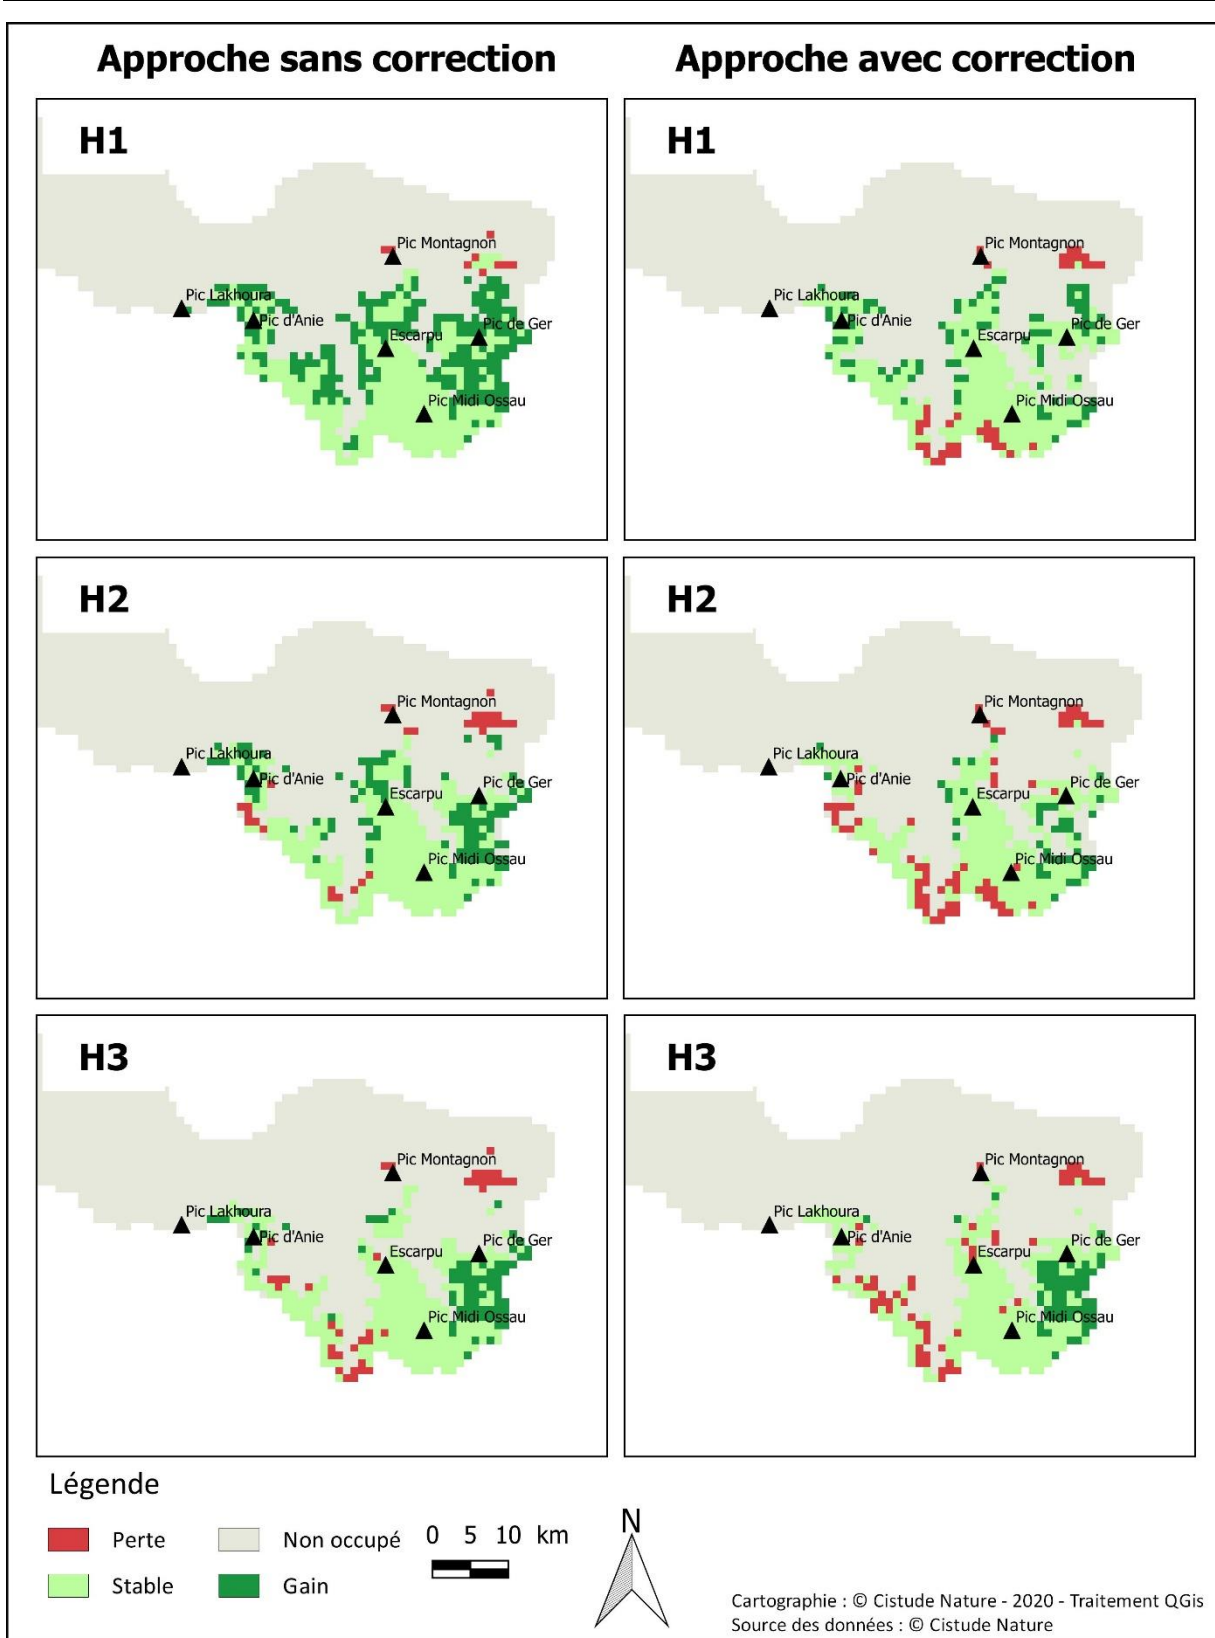 Approche sans correction
Approche avec correction
H1
Pic Montagnon
Pic Lakhoura
Pic d'Anie
Escarpu
Pic de Ger
Pic Midi Ossau
H1
Pic Montagnon
Pic Lakhoura
Pic d'Anie
Escarpu
Pic de Ger
Pic Midi Ossau
H2
Pic Montagnon
Pic Lakhoura
Pic d'Anie
Escarpu
Pic de Ger
Pic Midi Ossau
H2
Pic Montagnon
Pic Lakhoura
Pic d'Anie
Escarpu
Pic de Ger
Pic Midi Ossau
H3
Pic Montagnon
Pic Lakhoura
Pic d'Anie
Escarpu
Pic de Ger
Pic Midi Ossau
H3
Pic Montagnon
Pic Lakhoura
Pic d'Anie
Escarpu
Pic de Ger
Pic Midi Ossau
Légende
Perte
Non occupé
Stable
Gain
0 5 10 km
N
Cartographie : © Cistude Nature - 2020 - Traitement QGis
Source des données : © Cistude Nature